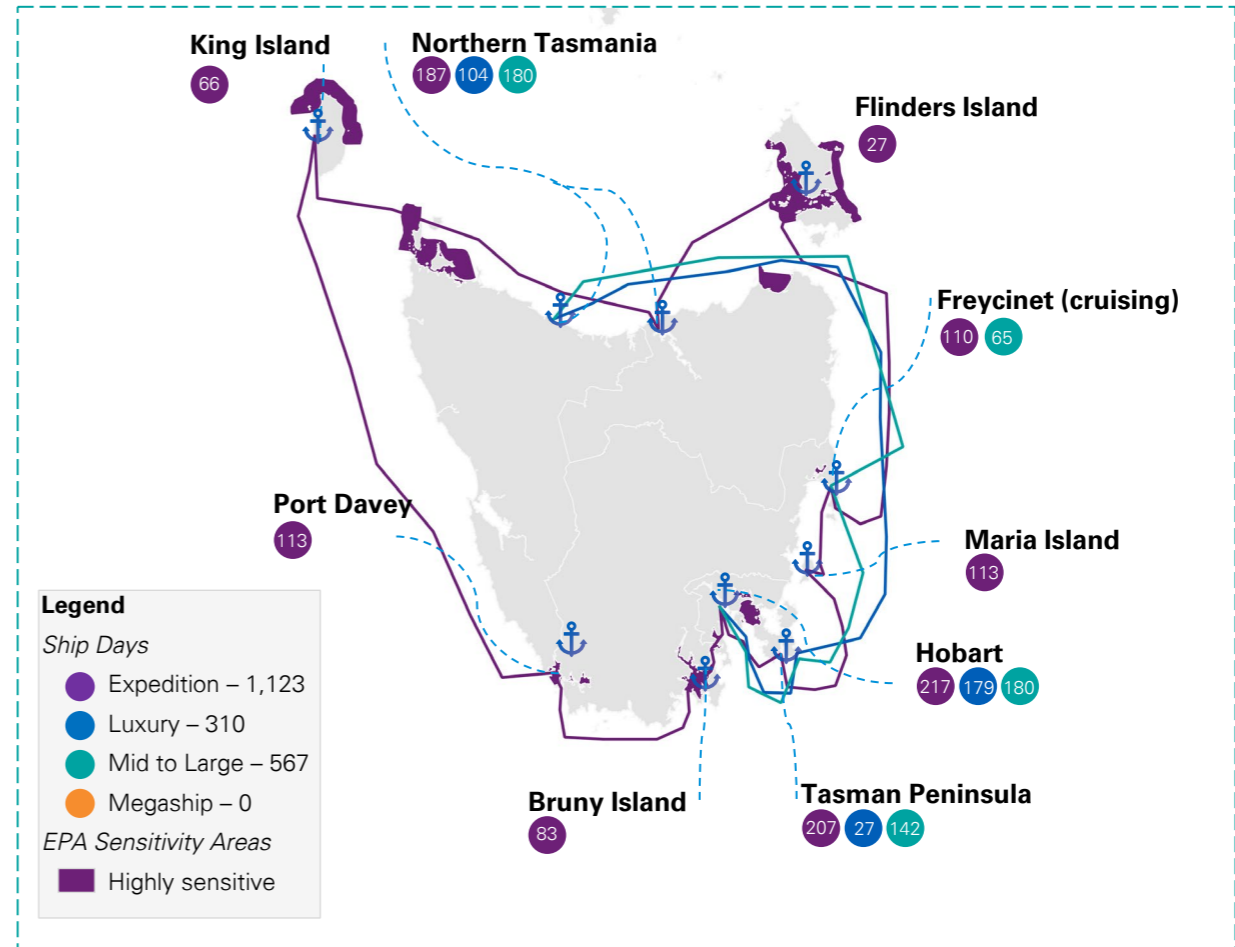 King Island
66
Northern Tasmania
187 104 180
Flinders Island
27
Freycinet (cruising)
110 65
Port Davey
113
Maria Island
113
Hobart
217 179 180
Bruny Island
83
Tasman Peninsula
207 27 142
Legend
Ship Days
Expedition – 1,123
Luxury – 310
Mid to Large – 567
Megaship – 0
EPA Sensitivity Areas
Highly sensitive